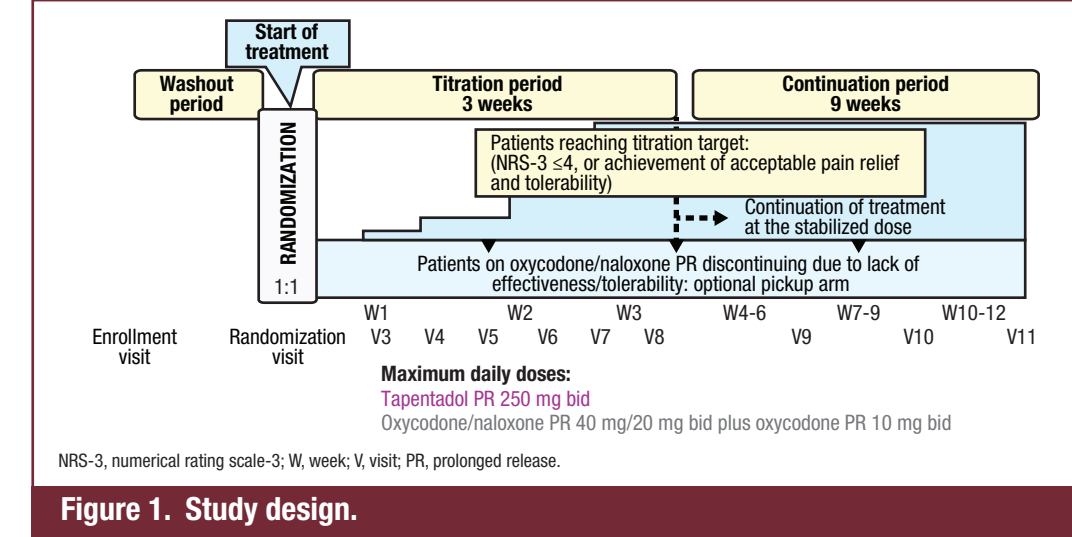 Start of
treatment
Washout
period
Titration period
3 weeks
Continuation period
9 weeks
RANDOMIZATION
1:1
Patients reaching titration target:
(NRS-3 ≤4, or achievement of acceptable pain relief
and tolerability)
Continuation of treatment
at the stabilized dose
Patients on oxycodone/naloxone PR discontinuing due to lack of
effectiveness/tolerability: optional pickup arm
W1 W2 W3 W4-6 W7-9 W10-12
Enrollment
visit
Randomization
visit
V3 V4 V5 V6 V7 V8 V9 V10 V11
Maximum daily doses:
Tapentadol PR 250 mg bid
Oxycodone/naloxone PR 40 mg/20 mg bid plus oxycodone PR 10 mg bid
NRS-3, numerical rating scale-3; W, week; V, visit; PR, prolonged release.
Figure 1. Study design.